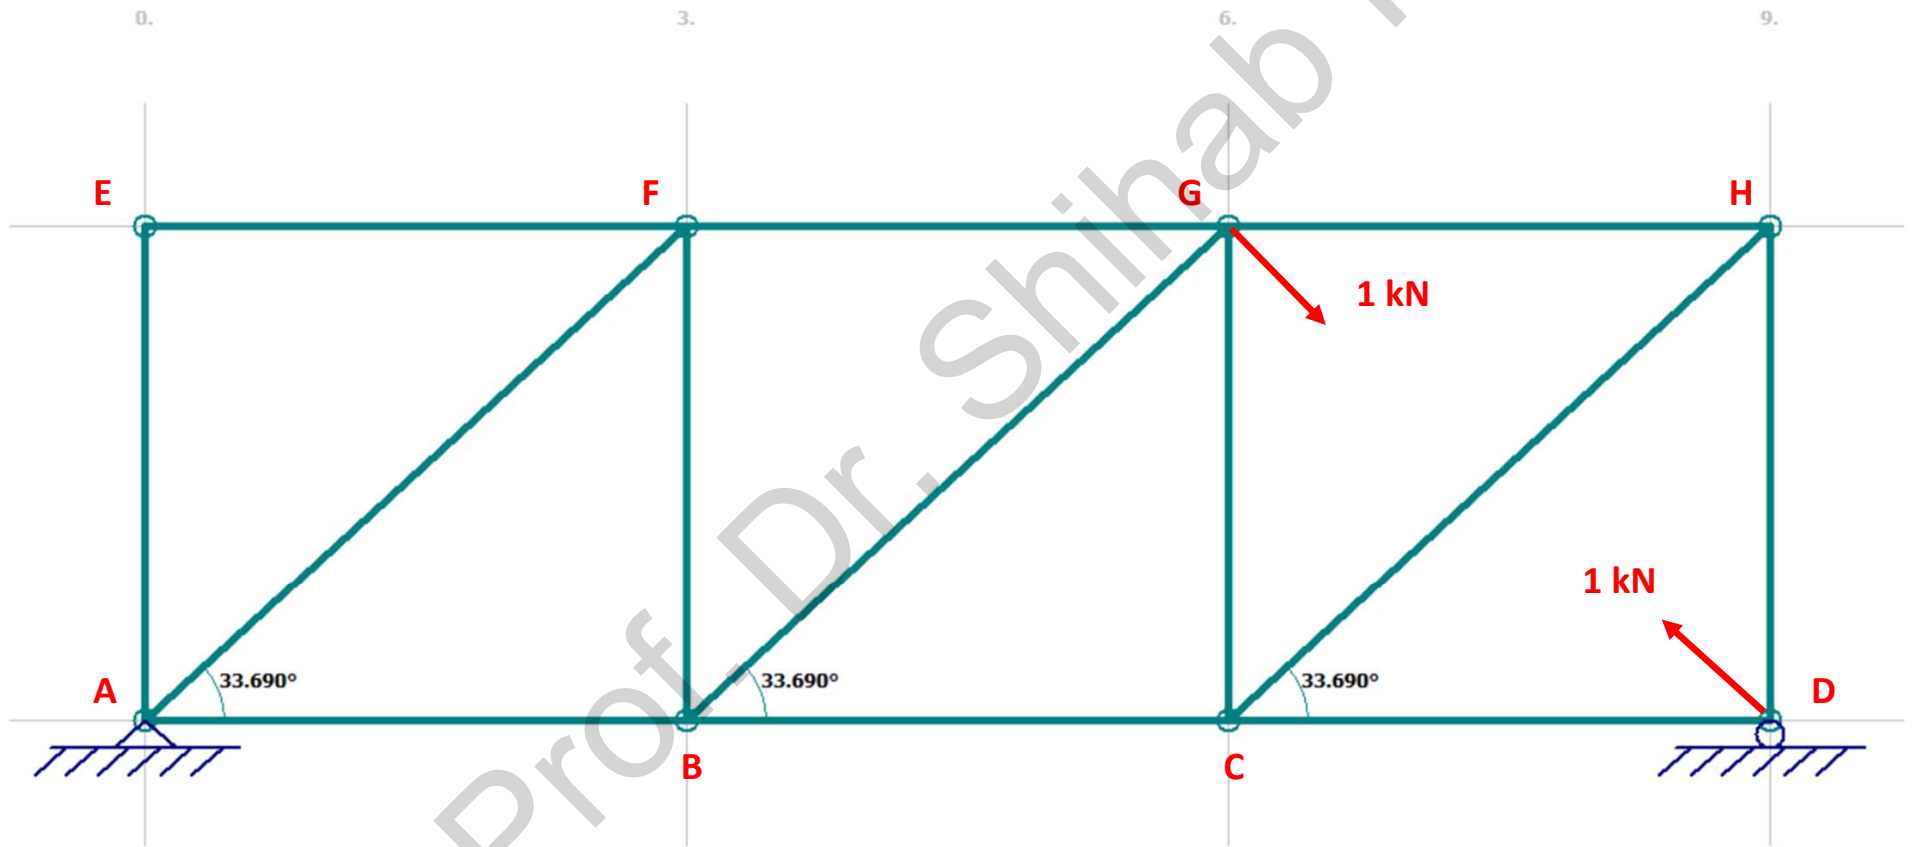 0. 3. 6. 9.
E F G H
1 kN
1 kN
A 33.690° 33.690° 33.690° D
B C
Prof. Dr. Shihab